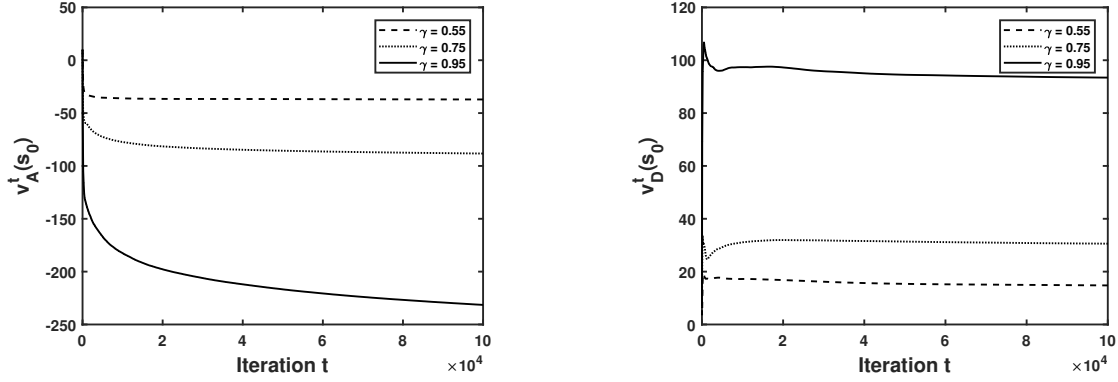 50
0
-50
-100
-150
-200
-250
0 2 4 6 8 10
×10^4
Iteration t
v_A^t(s_0)
γ = 0.55
γ = 0.75
γ = 0.95
120
100
80
60
40
20
0
0 2 4 6 8 10
×10^4
Iteration t
v_D^t(s_0)
γ = 0.55
γ = 0.75
γ = 0.95